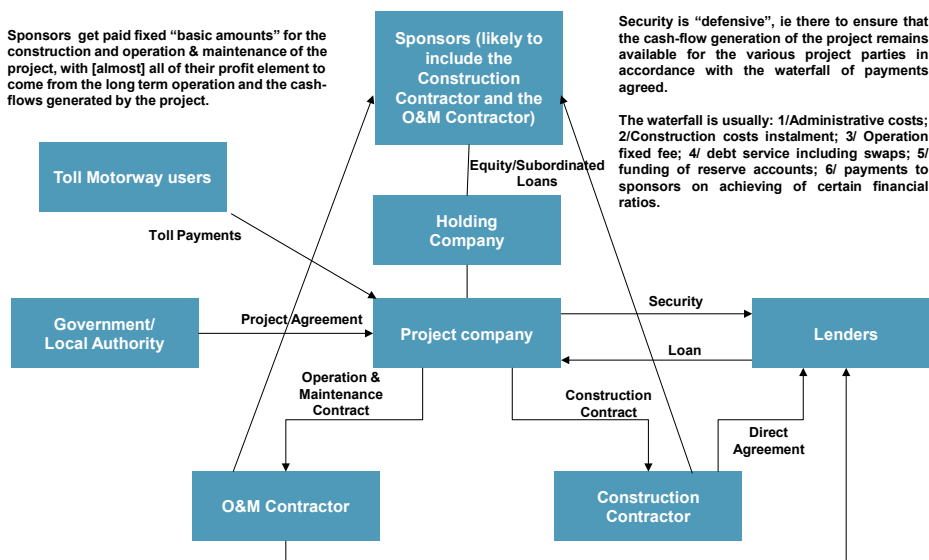 Sponsors get paid fixed “basic amounts” for the
construction and operation & maintenance of the
project, with [almost] all of their profit element to
come from the long term operation and the cash-
flows generated by the project.
Sponsors (likely to
include the
Construction
Contractor and the
O&M Contractor)
Security is “defensive”, ie there to ensure that
the cash-flow generation of the project remains
available for the various project parties in
accordance with the waterfall of payments
agreed.
The waterfall is usually: 1/Administrative costs;
2/Construction costs instalment; 3/ Operation
fixed fee; 4/ debt service including swaps; 5/
funding of reserve accounts; 6/ payments to
sponsors on achieving of certain financial
ratios.
Toll Motorway users
Equity/Subordinated
Loans
Toll Payments
Holding
Company
Government/
Local Authority
Project Agreement
Project company
Security
Loan
Lenders
Operation &
Maintenance
Contract
Construction
Contract
Direct
Agreement
O&M Contractor
Construction
Contractor